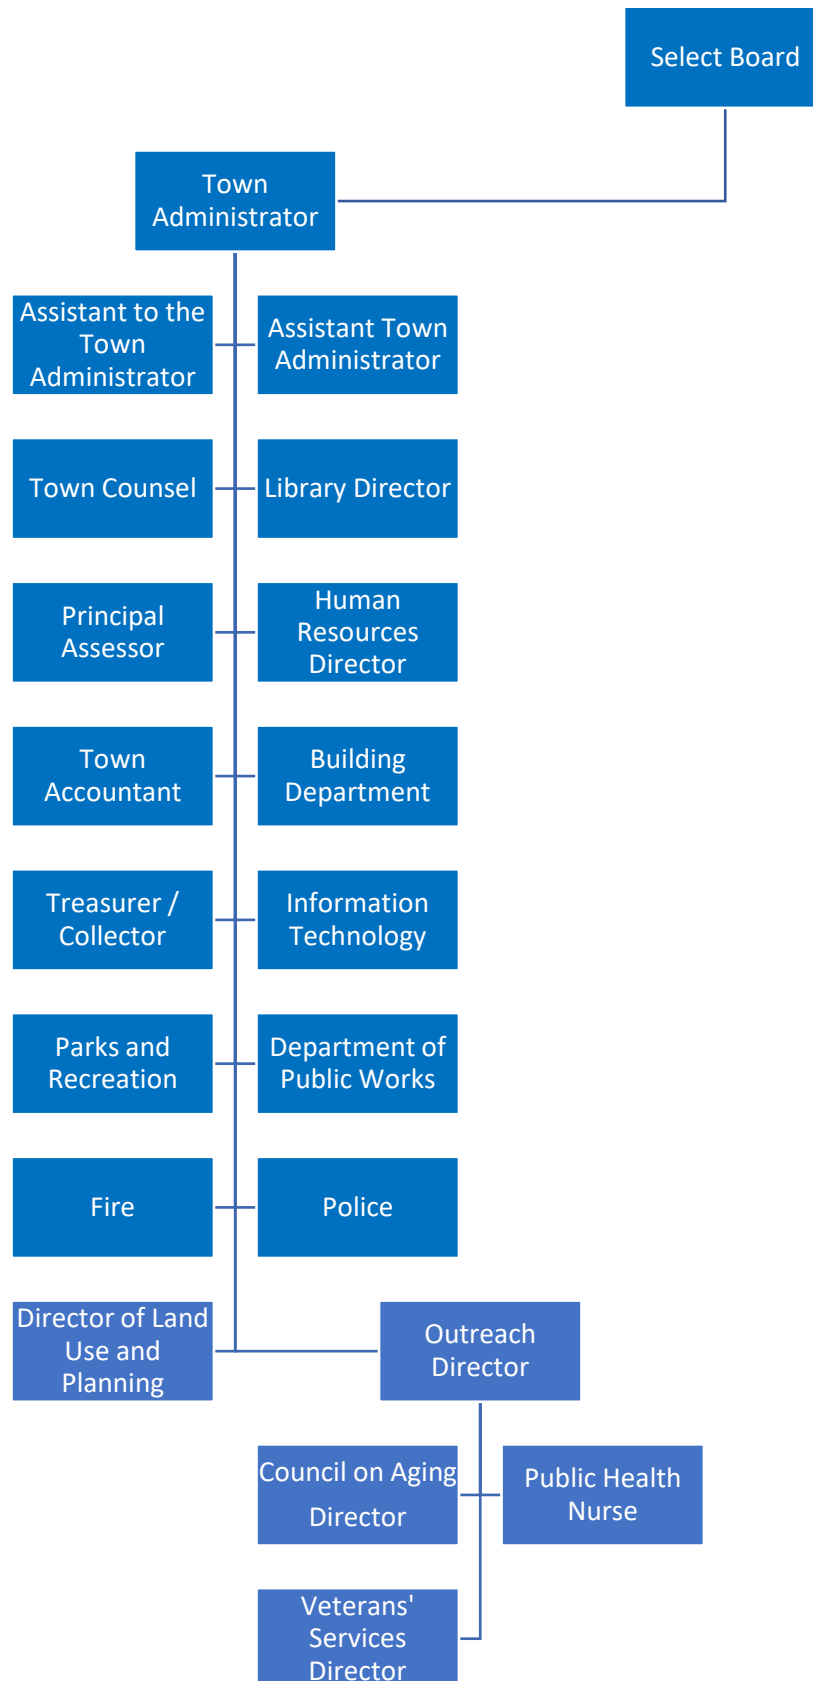 Select Board
Town
Administrator
Assistant to the
Town
Administrator
Assistant Town
Administrator
Town Counsel
Library Director
Principal
Assessor
Human
Resources
Director
Town
Accountant
Building
Department
Treasurer /
Collector
Information
Technology
Parks and
Recreation
Department of
Public Works
Fire
Police
Director of Land
Use and
Planning
Outreach
Director
Council on Aging
Director
Public Health
Nurse
Veterans'
Services
Director